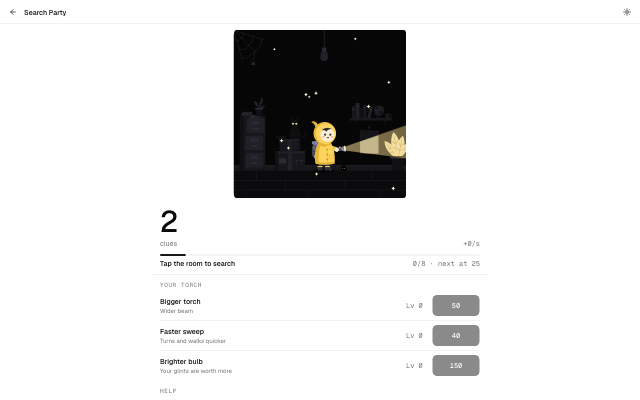 Search Party
2
clues
+0/s
Tap the room to search
0/8 · next at 25
YOUR TORCH
Bigger torch
Wider beam
Lv 0
50
Faster sweep
Turns and walks quicker
Lv 0
40
Brighter bulb
Your glints are worth more
Lv 0
150
HELP